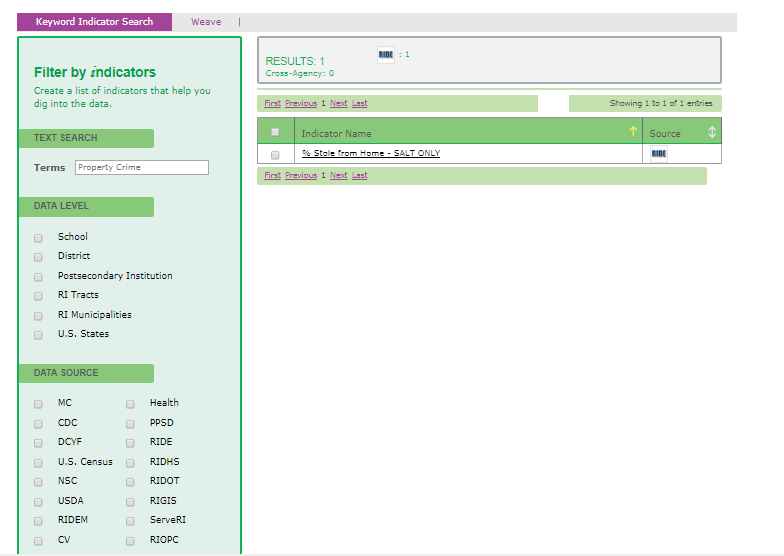 Keyword Indicator Search Weave |
Filter by indicators
Create a list of indicators that help you
dig into the data.
TEXT SEARCH
Terms Property Crime
DATA LEVEL
School
District
Postsecondary Institution
RI Tracts
RI Municipalities
U.S. States
DATA SOURCE
MC Health
CDC PPSD
DCYF RIDE
U.S. Census RIDHS
NSC RIDOT
USDA RIGIS
RIDEM ServeRI
CV RIOPC
RIDE : 1
RESULTS: 1
Cross-Agency: 0
First Previous 1 Next Last Showing 1 to 1 of 1 entries
Indicator Name Source
% Stole from Home - SALT ONLY RIDE
First Previous 1 Next Last